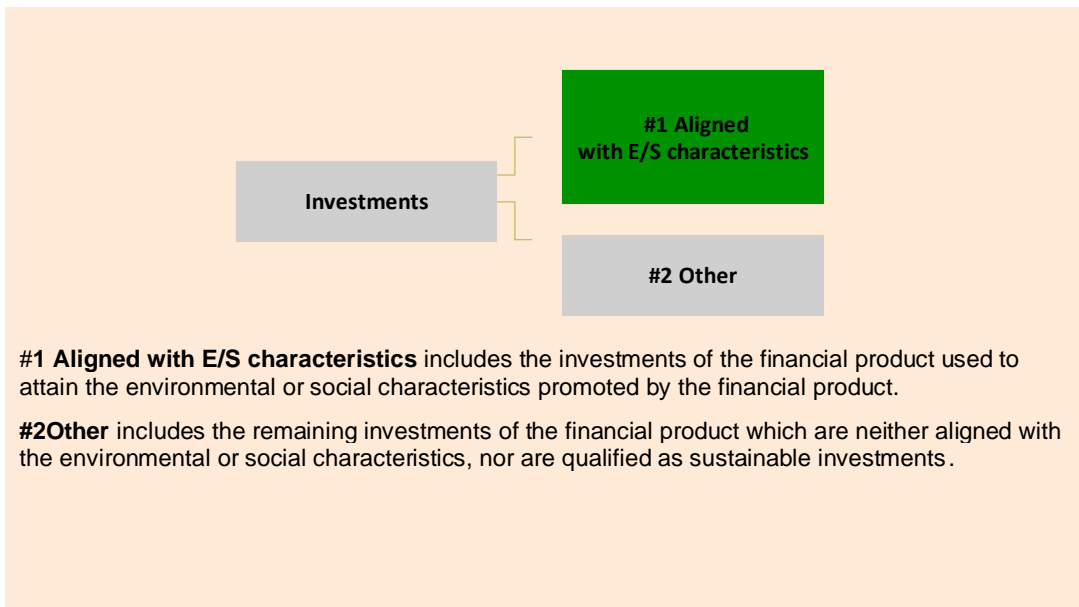 #1 Aligned
with E/S characteristics
Investments
#2 Other
#1 Aligned with E/S characteristics includes the investments of the financial product used to
attain the environmental or social characteristics promoted by the financial product.
#2Other includes the remaining investments of the financial product which are neither aligned with
the environmental or social characteristics, nor are qualified as sustainable investments.